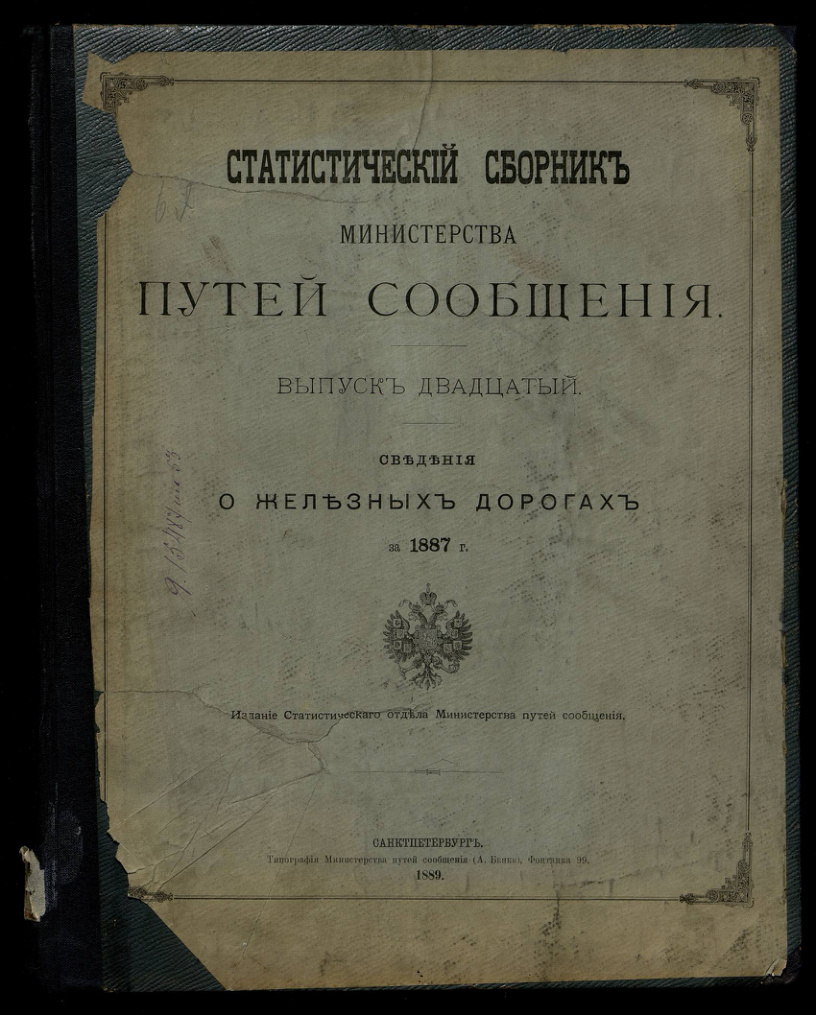 СТАТИСТИЧЕСКІЙ СБОРНИКЪ
МИНИСТЕРСТВА
ПУТЕЙ СООБЩЕНІЯ.
ВЫПУСКЪ ДВАДЦАТЫЙ.
СВѢДѢНІЯ
О ЖЕЛѢЗНЫХЪ ДОРОГАХЪ
за 1887 г.
Изданіе Статистическаго отдѣла Министерства путей сообщенія.
САНКТПЕТЕРБУРГЪ.
Типографія Министерства путей сообщенія (А. Бенке), Фонтанка 99.
1889.